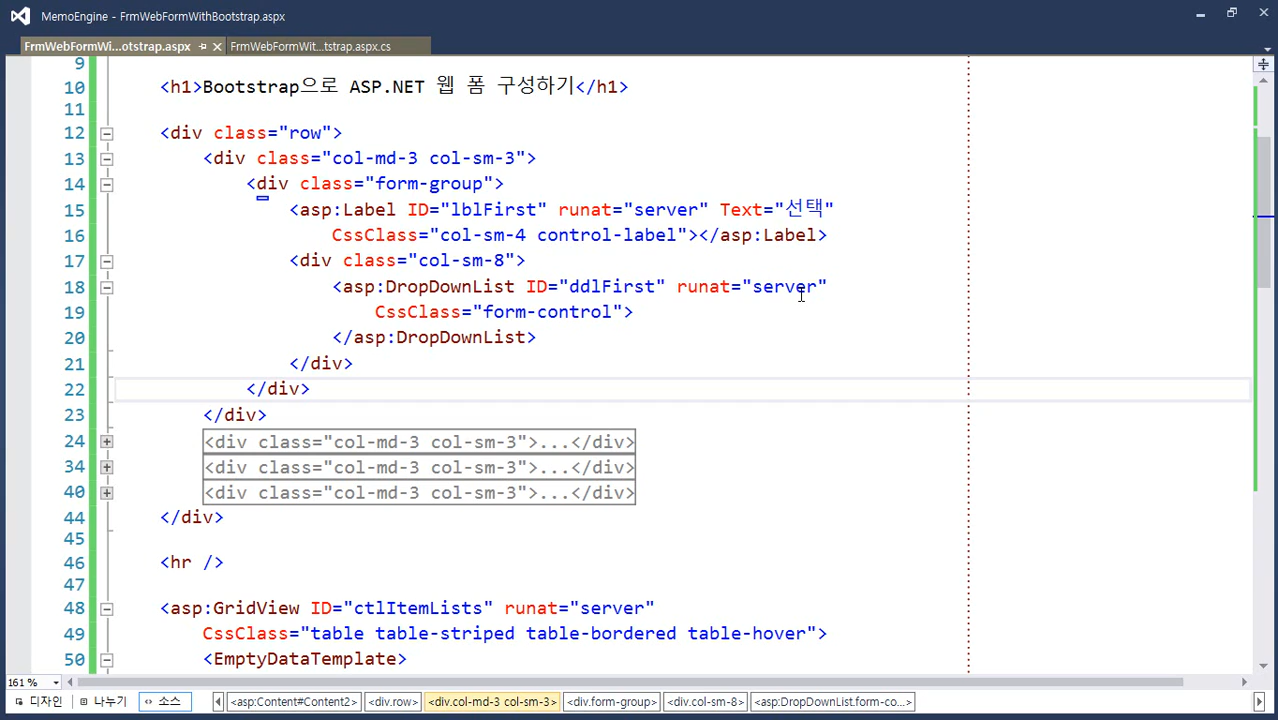 MemoEngine - FrmWebFormWithBootstrap.aspx
FrmWebFormWi...otstrap.aspx FrmWebFormWit...tstrap.aspx.cs
9
10 <h1>Bootstrap으로 ASP.NET 웹 폼 구성하기</h1>
11
12 <div class="row">
13 <div class="col-md-3 col-sm-3">
14 <div class="form-group">
15 <asp:Label ID="lblFirst" runat="server" Text="선택"
16 CssClass="col-sm-4 control-label"></asp:Label>
17 <div class="col-sm-8">
18 <asp:DropDownList ID="ddlFirst" runat="server"
19 CssClass="form-control">
20 </asp:DropDownList>
21 </div>
22 </div>
23 </div>
24 <div class="col-md-3 col-sm-3">...</div>
34 <div class="col-md-3 col-sm-3">...</div>
40 <div class="col-md-3 col-sm-3">...</div>
44 </div>
45
46 <hr />
47
48 <asp:GridView ID="ctlItemLists" runat="server"
49 CssClass="table table-striped table-bordered table-hover">
50 <EmptyDataTemplate>
161 %
디자인 나누기 소스 <asp:Content#Content2> <div.row> <div.col-md-3 col-sm-3> <div.form-group> <div.col-sm-8> <asp:DropDownList.form-co...>